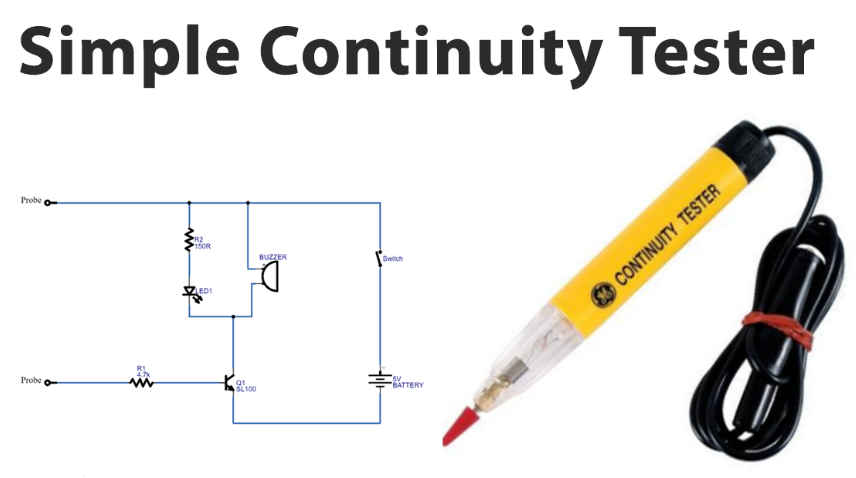 Simple Continuity Tester
Probe
R2
150R
BUZZER
Switch
LED1
R1
4.7k
Probe
Q1
SL100
+
5V
BATTERY
CONTINUITY TESTER
GE